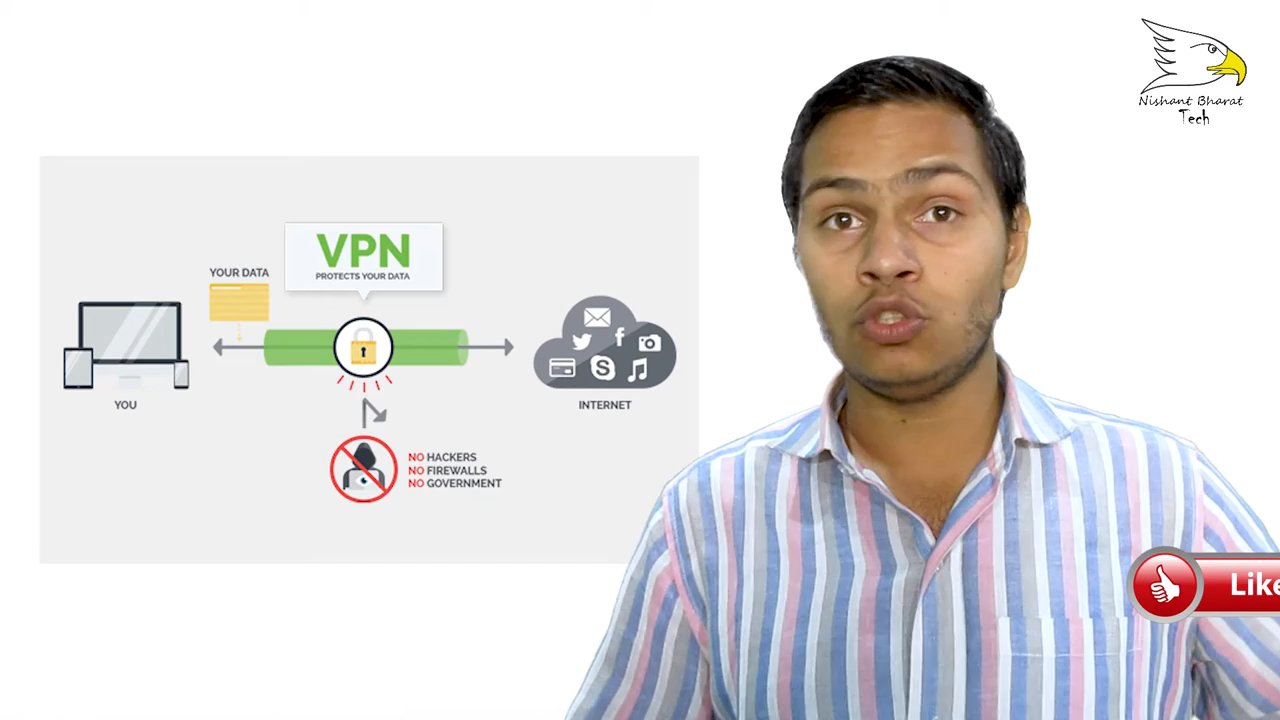 Nishant Bharat
Tech
VPN
PROTECTS YOUR DATA
YOUR DATA
YOU
INTERNET
NO HACKERS
NO FIREWALLS
NO GOVERNMENT
Like